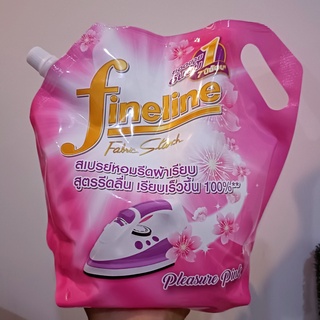 1
fineline
Fabric Starch
สเปรย์หอมรีดผ้าเรียบ
สูตรรีดลื่น เรียบเร็วขึ้น 100%**
Pleasure Pink